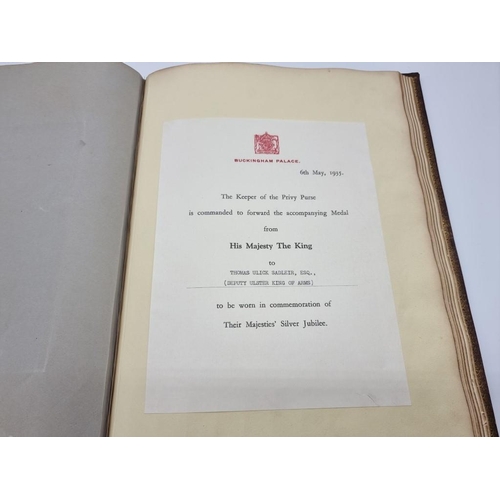 BUCKINGHAM PALACE.
6th May, 1935.
The Keeper of the Privy Purse
is commanded to forward the accompanying Medal
from
His Majesty The King
to
THOMAS ULICK SADLEIR, ESQ.,
(DEPUTY ULSTER KING OF ARMS)
to be worn in commemoration of
Their Majesties' Silver Jubilee.